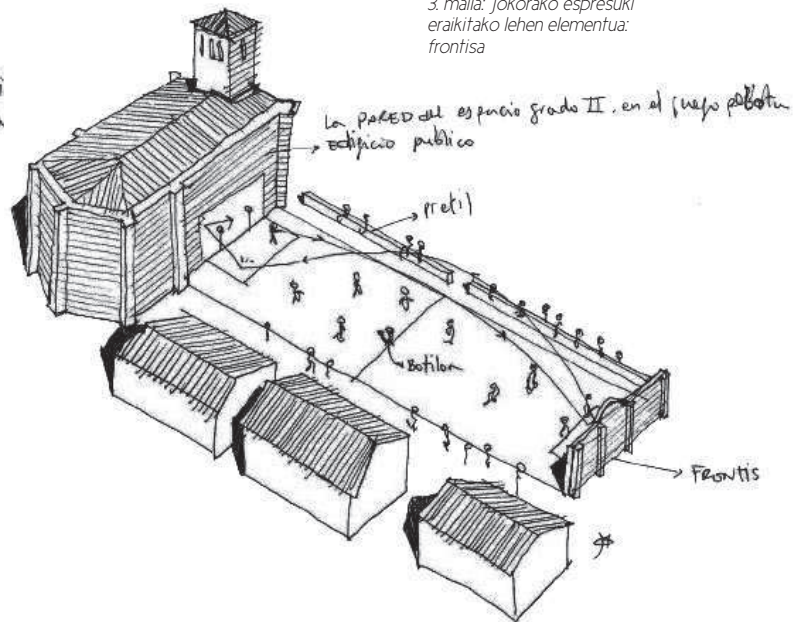 3. maila: Jokorako espresuki
eraikitako lehen elementua:
frontisa
La PARED del espacio grado II. en el juego
Edificio publico
pretil
Botilon
FRONTIS